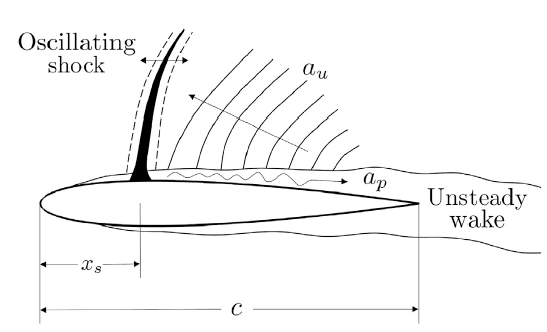 Oscillating
shock
a_u
a_p
Unsteady
wake
x_s
c